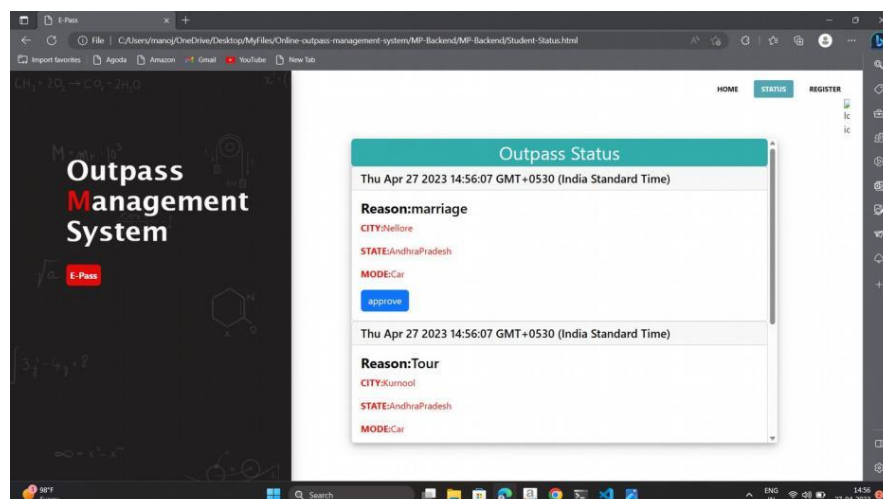 E-Pass
File | C:/Users/manoj/OneDrive/Desktop/MyFiles/Online-outpass-management-system/MP-Backend/MP-Backend/Student-Status.html
Import favorites Agoda Amazon Gmail YouTube New Tab
HOME STATUS REGISTER
Outpass
Management
System
E-Pass
Outpass Status
Thu Apr 27 2023 14:56:07 GMT+0530 (India Standard Time)
Reason:marriage
CITY:Nellore
STATE:AndhraPradesh
MODE:Car
approve
Thu Apr 27 2023 14:56:07 GMT+0530 (India Standard Time)
Reason:Tour
CITY:Kurnool
STATE:AndhraPradesh
MODE:Car
98°F
Search
ENG
14:56
27-04-2023